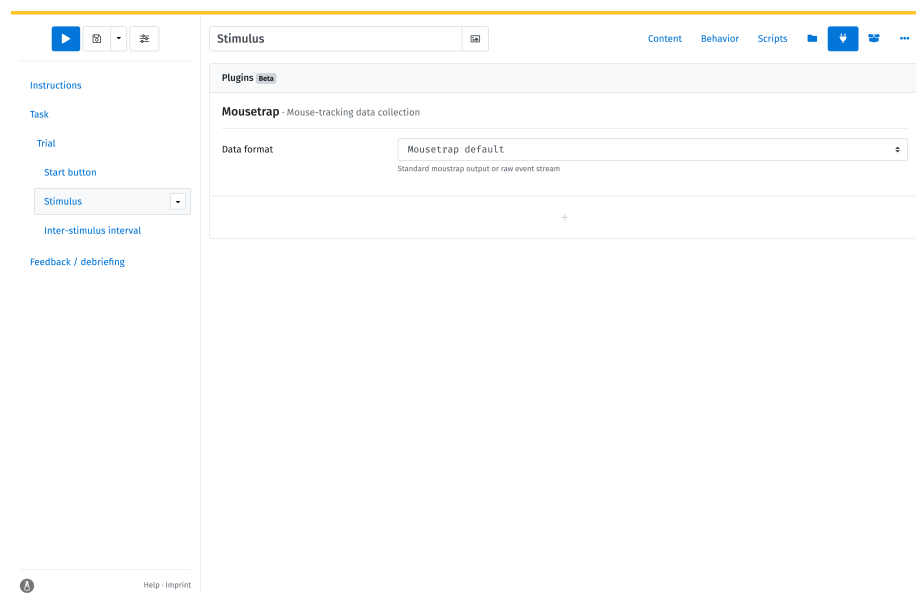 Stimulus
Content Behavior Scripts
Instructions
Task
Trial
Start button
Stimulus
Inter-stimulus interval
Feedback / debriefing
Plugins Beta
Mousetrap · Mouse-tracking data collection
Data format
Mousetrap default
Standard moustrap output or raw event stream
+
Help · Imprint